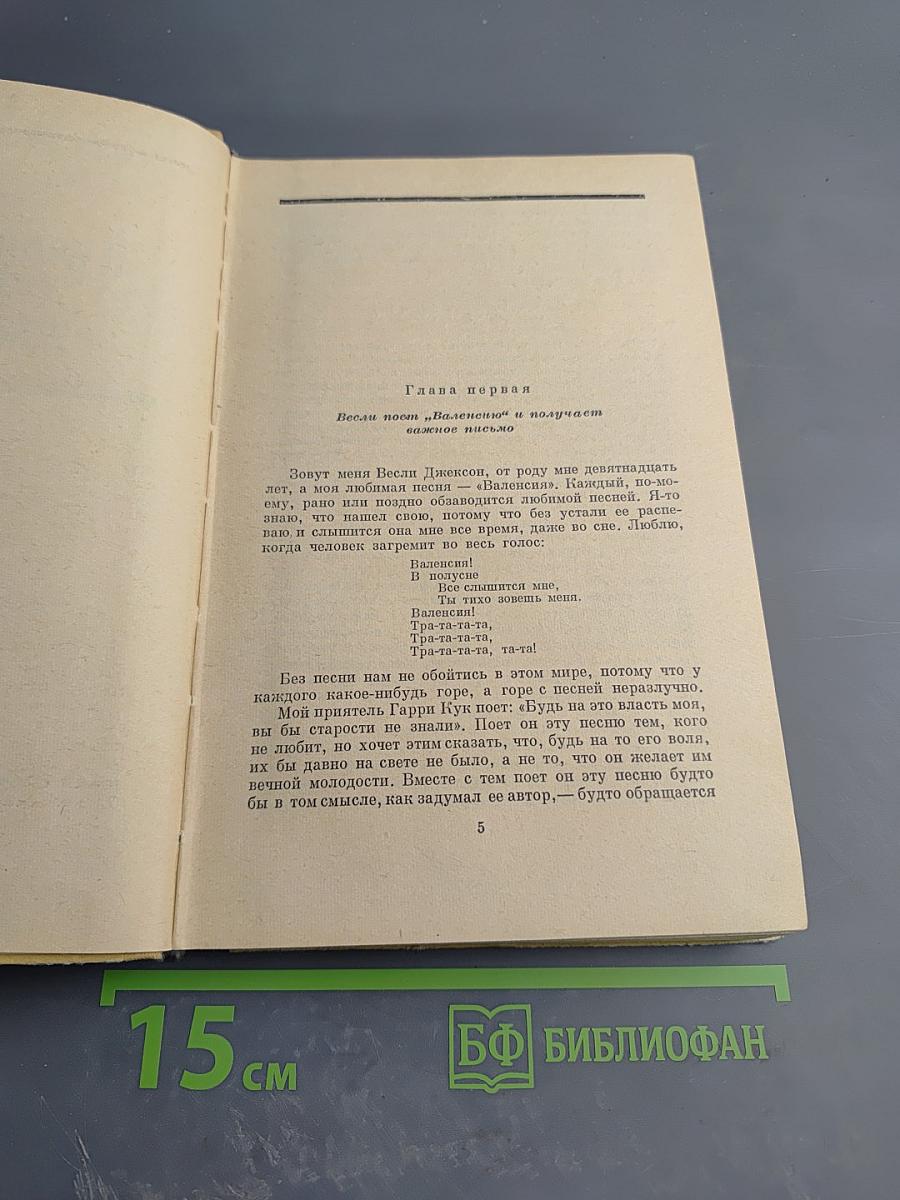 Глава первая
Весли поет „Валенсию“ и получает
важное письмо
Зовут меня Весли Джексон, от роду мне девятнадцать
лет, а моя любимая песня — «Валенсия». Каждый, по-мо-
ему, рано или поздно обзаводится любимой песней. Я-то
знаю, что нашел свою, потому что без устали ее распе-
ваю и слышится она мне все время, даже во сне. Люблю,
когда человек загремит во весь голос:
Валенсия!
В полусне
Все слышится мне,
Ты тихо зовешь меня.
Валенсия!
Тра-та-та-та,
Тра-та-та-та,
Тра-та-та-та, та-та!
Без песни нам не обойтись в этом мире, потому что у
каждого какое-нибудь горе, а горе с песней неразлучно.
Мой приятель Гарри Кук поет: «Будь на это власть моя,
вы бы старости не знали». Поет он эту песню тем, кого
не любит, но хочет этим сказать, что, будь на то его воля,
их бы давно на свете не было, а не то, что он желает им
вечной молодости. Вместе с тем поет он эту песню будто
бы в том смысле, как задумал ее автор,— будто обращается
5
15 см
БФ БИБЛИОФАН